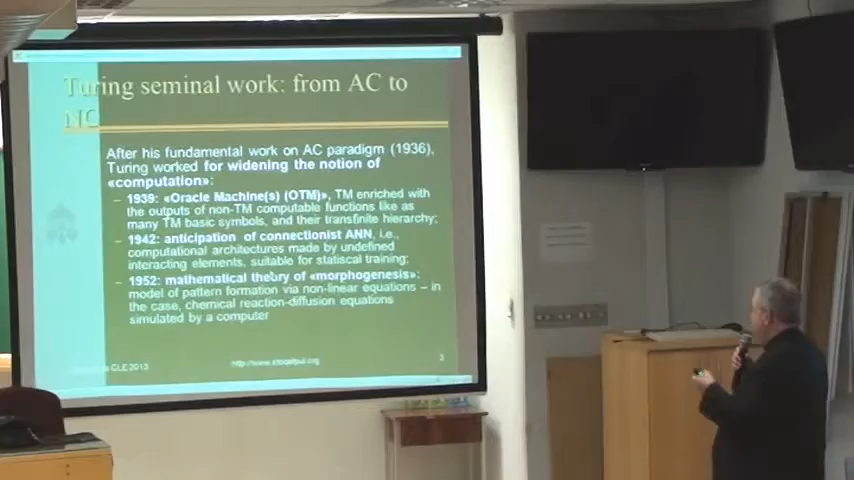 Turing seminal work: from AC to
NC
After his fundamental work on AC paradigm (1936),
Turing worked for widening the notion of
«computation»:
– 1939: «Oracle Machine(s) (OTM)», TM enriched with
the outputs of non-TM computable functions like as
many TM basic symbols, and their transfinite hierarchy;
– 1942: anticipation of connectionist ANN, i.e.,
computational architectures made by undefined
interacting elements, suitable for statiscal training;
– 1952: mathematical theory of «morphogenesis»:
model of pattern formation via non-linear equations – in
the case, chemical reaction-diffusion equations
simulated by a computer
GLE 2013
3